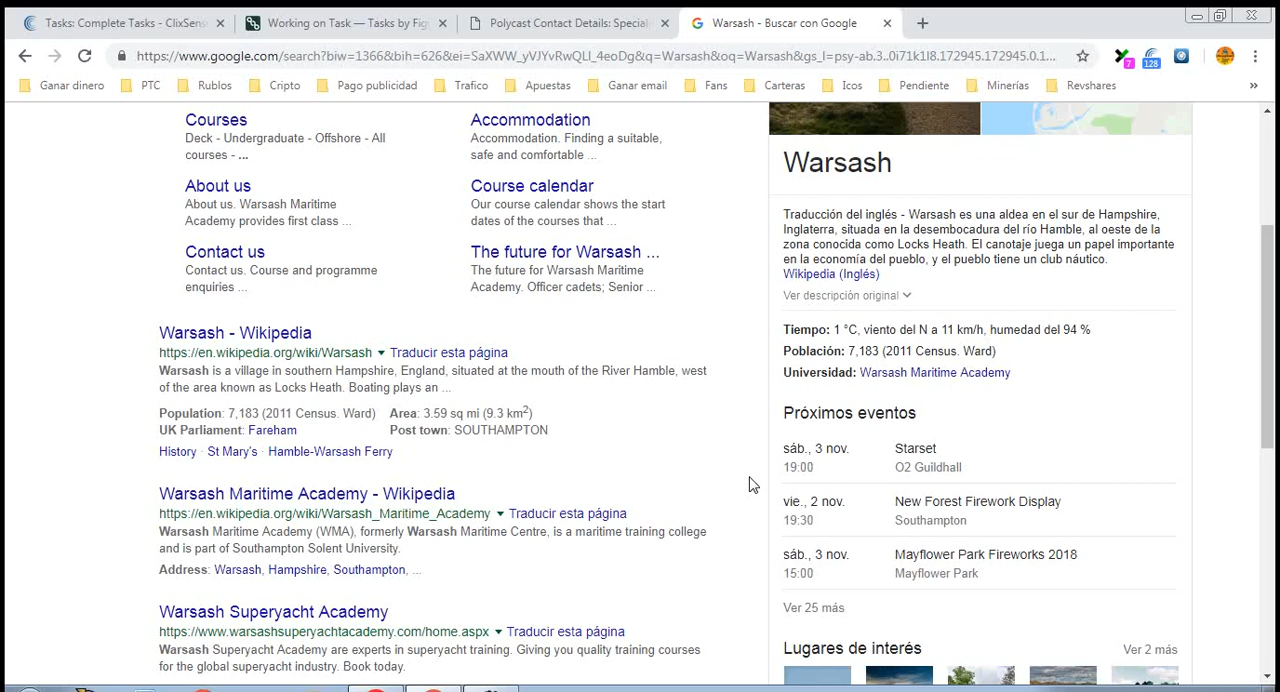 Tasks: Complete Tasks – ClixSens
Working on Task — Tasks by Figu
Polycast Contact Details: Special
Warsash - Buscar con Google
https://www.google.com/search?biw=1366&bih=626&ei=
&q=Warsash&oq=Warsash&gs_l=psy-ab.3..0i71k1l8.172945.172945.0.1...
7
128
Ganar dinero
PTC
Rublos
Cripto
Pago publicidad
Trafico
Apuestas
Ganar email
Fans
Carteras
Icos
Pendiente
Minerías
Revshares
»
Courses
Deck - Undergraduate - Offshore - All
courses - ...
Accommodation
Accommodation. Finding a suitable,
safe and comfortable ...
About us
About us. Warsash Maritime
Academy provides first class ...
Course calendar
Our course calendar shows the start
dates of the courses that ...
Contact us
Contact us. Course and programme
enquiries ...
The future for Warsash ...
The future for Warsash Maritime
Academy. Officer cadets; Senior ...
Warsash - Wikipedia
https://en.wikipedia.org/wiki/Warsash ▾ Traducir esta página
Warsash is a village in southern Hampshire, England, situated at the mouth of the River Hamble, west
of the area known as Locks Heath. Boating plays an ...
Population: 7,183 (2011 Census. Ward) Area: 3.59 sq mi (9.3 km²)
UK Parliament: Fareham Post town: SOUTHAMPTON
History · St Mary's · Hamble-Warsash Ferry
Warsash Maritime Academy - Wikipedia
https://en.wikipedia.org/wiki/Warsash_Maritime_Academy ▾ Traducir esta página
Warsash Maritime Academy (WMA), formerly Warsash Maritime Centre, is a maritime training college
and is part of Southampton Solent University.
Address: Warsash, Hampshire, Southampton, ...
Warsash Superyacht Academy
https://www.warsashsuperyachtacademy.com/home.aspx ▾ Traducir esta página
Warsash Superyacht Academy are experts in superyacht training. Giving you quality training courses
for the global superyacht industry. Book today.
Warsash
Traducción del inglés - Warsash es una aldea en el sur de Hampshire,
Inglaterra, situada en la desembocadura del río Hamble, al oeste de la
zona conocida como Locks Heath. El canotaje juega un papel importante
en la economía del pueblo, y el pueblo tiene un club náutico.
Wikipedia (Inglés)
Ver descripción original
Tiempo: 1 °C, viento del N a 11 km/h, humedad del 94 %
Población: 7,183 (2011 Census. Ward)
Universidad: Warsash Maritime Academy
Próximos eventos
sáb., 3 nov. Starset
19:00 O2 Guildhall
vie., 2 nov. New Forest Firework Display
19:30 Southampton
sáb., 3 nov. Mayflower Park Fireworks 2018
15:00 Mayflower Park
Ver 25 más
Lugares de interés Ver 2 más